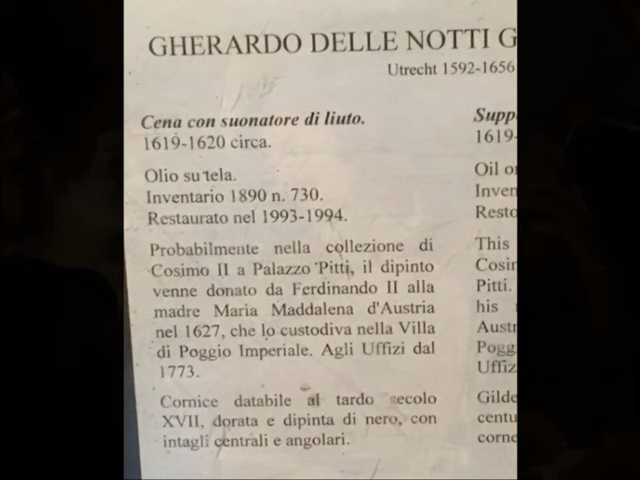 GHERARDO DELLE NOTTI G
Utrecht 1592-1656
Cena con suonatore di liuto.
1619-1620 circa.
Olio su tela.
Inventario 1890 n. 730.
Restaurato nel 1993-1994.
Probabilmente nella collezione di
Cosimo II a Palazzo Pitti, il dipinto
venne donato da Ferdinando II alla
madre Maria Maddalena d'Austria
nel 1627, che lo custodiva nella Villa
di Poggio Imperiale. Agli Uffizi dal
1773.
Cornice databile al tardo secolo
XVII, dorata e dipinta di nero, con
intagli centrali e angolari.
Supp
1619-
Oil o
Inven
Resto
This
Cosin
Pitti.
his
Austr
Pogg
Uffiz
Gilde
centu
corne